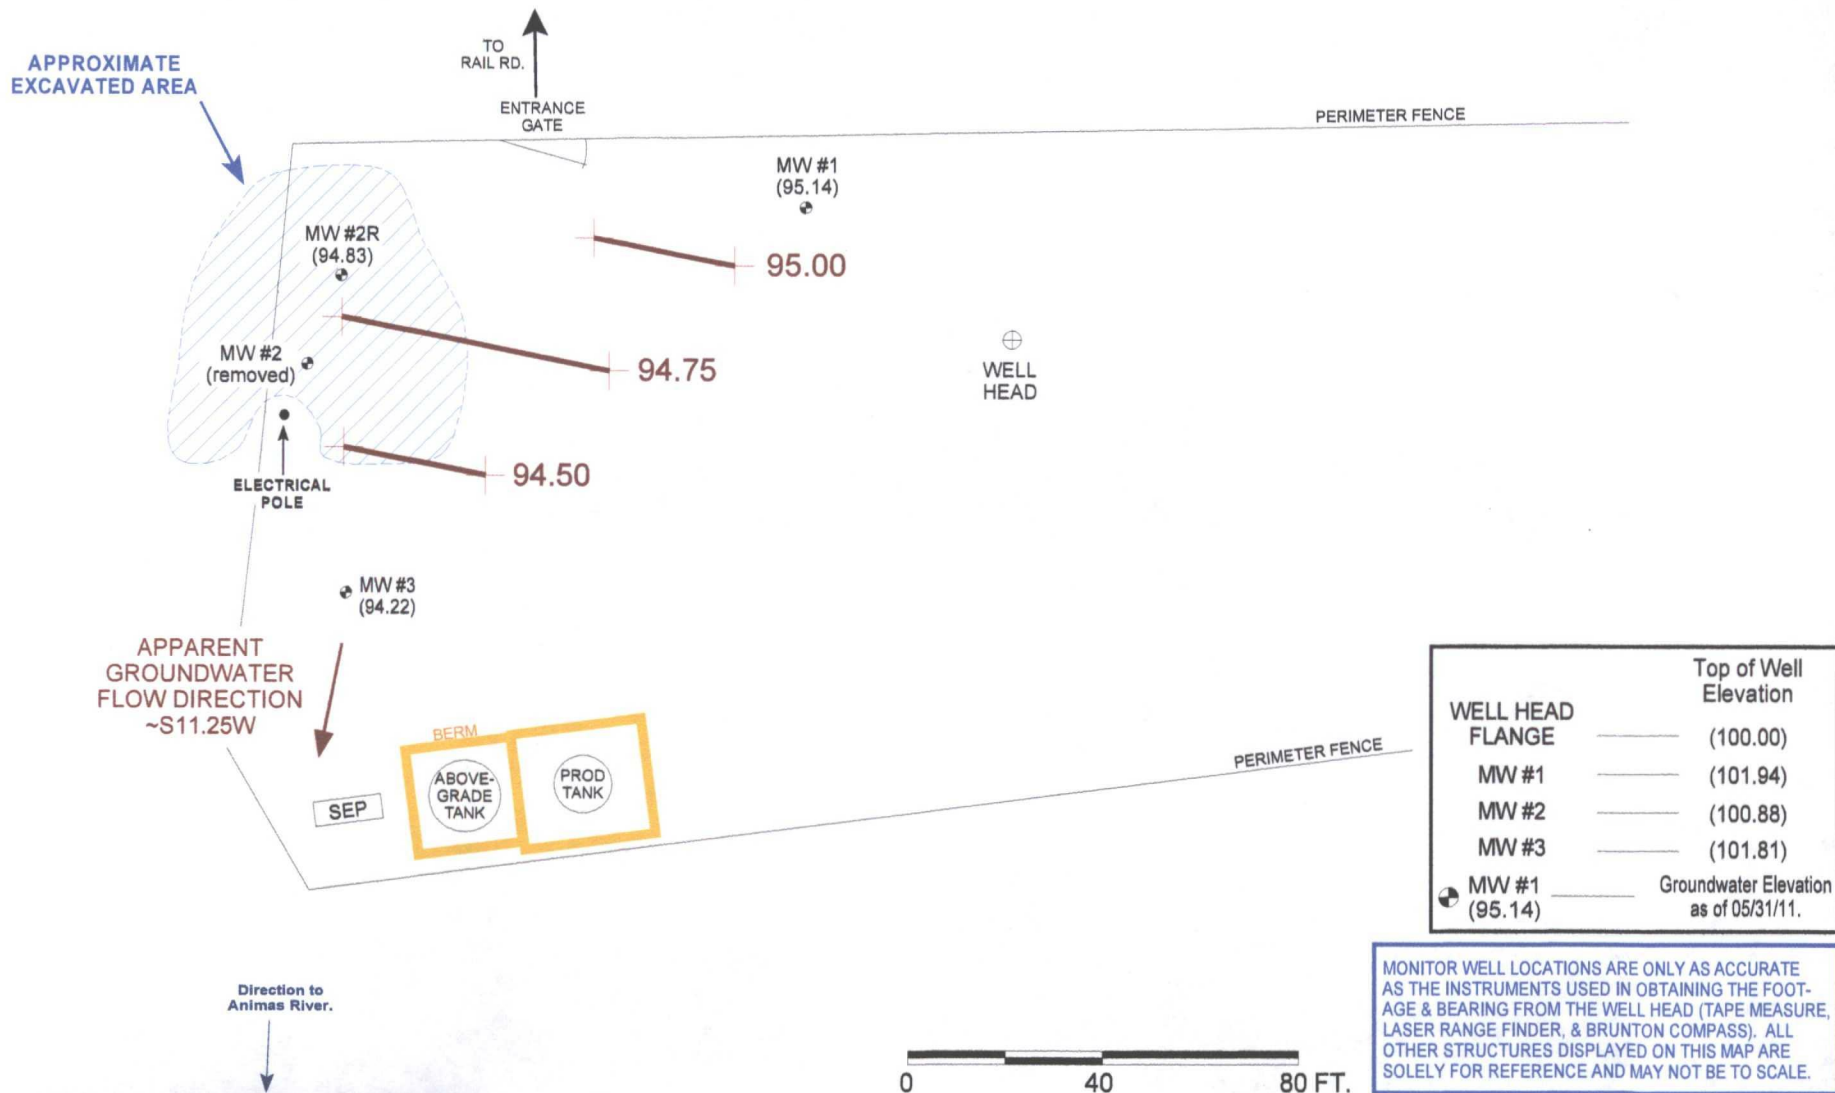 TO
RAIL RD.
APPROXIMATE
EXCAVATED AREA
ENTRANCE
GATE
PERIMETER FENCE
MW #1
(95.14)
MW #2R
(94.83)
95.00
94.75
MW #2
(removed)
WELL
HEAD
94.50
ELECTRICAL
POLE
MW #3
(94.22)
APPARENT
GROUNDWATER
FLOW DIRECTION
~S11.25W
BERM
ABOVE-
GRADE
TANK
PROD
TANK
SEP
PERIMETER FENCE
Top of Well
Elevation
WELL HEAD
FLANGE (100.00)
MW #1 (101.94)
MW #2 (100.88)
MW #3 (101.81)
MW #1 Groundwater Elevation
(95.14) as of 05/31/11.
Direction to
Animas River.
0 40 80 FT.
MONITOR WELL LOCATIONS ARE ONLY AS ACCURATE
AS THE INSTRUMENTS USED IN OBTAINING THE FOOT-
AGE & BEARING FROM THE WELL HEAD (TAPE MEASURE,
LASER RANGE FINDER, & BRUNTON COMPASS). ALL
OTHER STRUCTURES DISPLAYED ON THIS MAP ARE
SOLELY FOR REFERENCE AND MAY NOT BE TO SCALE.